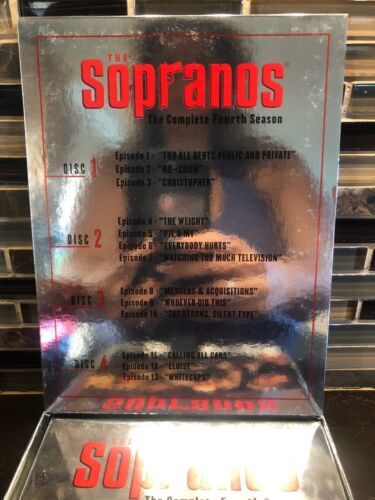 THE
Sopranos
The Complete Fourth Season
DISC 1
Episode 1 - "FOR ALL DEBTS PUBLIC AND PRIVATE"
Episode 2 - "NO-SHOW"
Episode 3 - "CHRISTOPHER"
DISC 2
Episode 4 - "THE WEIGHT"
Episode 5 - "PIE O MY"
Episode 6 - "EVERYBODY HURTS"
Episode 7 - "WATCHING TOO MUCH TELEVISION"
DISC 3
Episode 8 - "MERGERS & ACQUISITIONS"
Episode 9 - "WHOEVER DID THIS"
Episode 10 - "THE STRONG, SILENT TYPE"
DISC 4
Episode 11 - "CALLING ALL CARS"
Episode 12 - "ELOISE"
Episode 13 - "WHITECAPS"
THE
Sopranos
The Complete Fourth